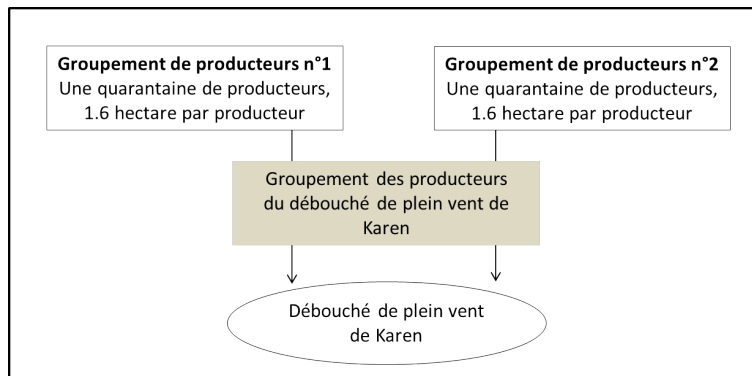 Groupement de producteurs n°1
Une quarantaine de producteurs,
1.6 hectare par producteur
Groupement de producteurs n°2
Une quarantaine de producteurs,
1.6 hectare par producteur
Groupement des producteurs
du débouché de plein vent de
Karen
Débouché de plein vent
de Karen